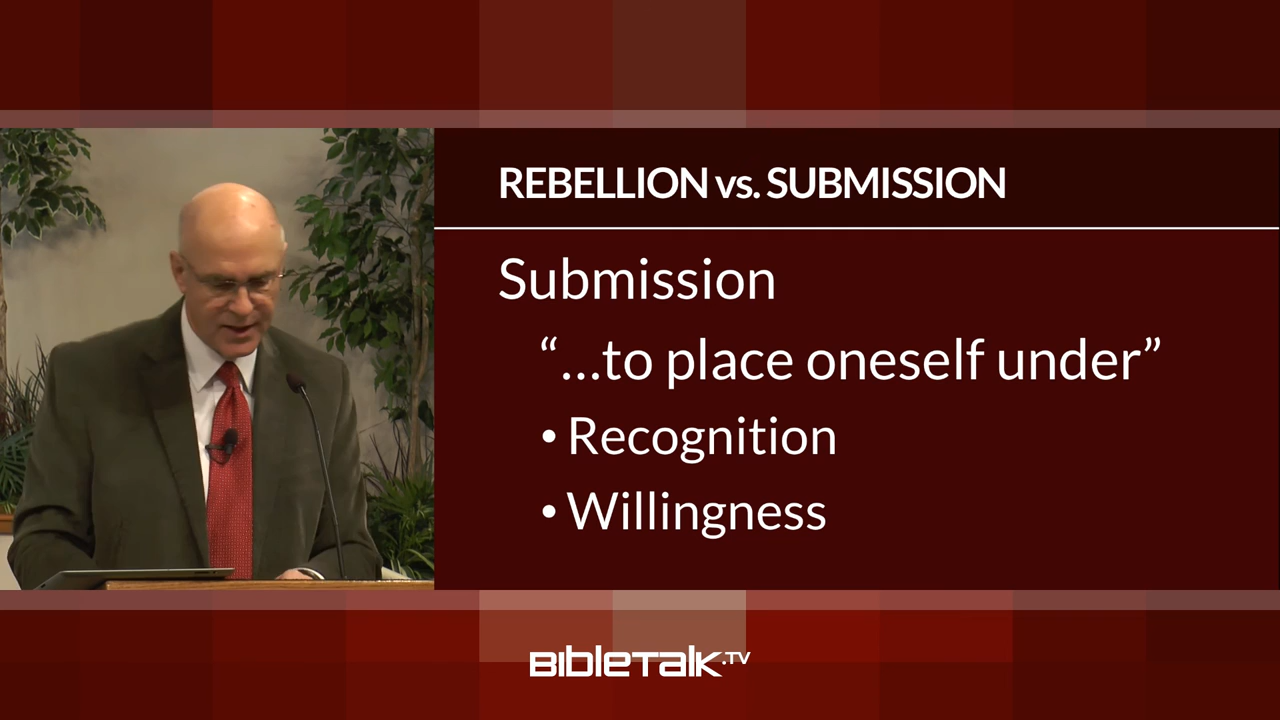 REBELLION vs. SUBMISSION
Submission
“...to place oneself under”
• Recognition
• Willingness
BIBLETALK.TV